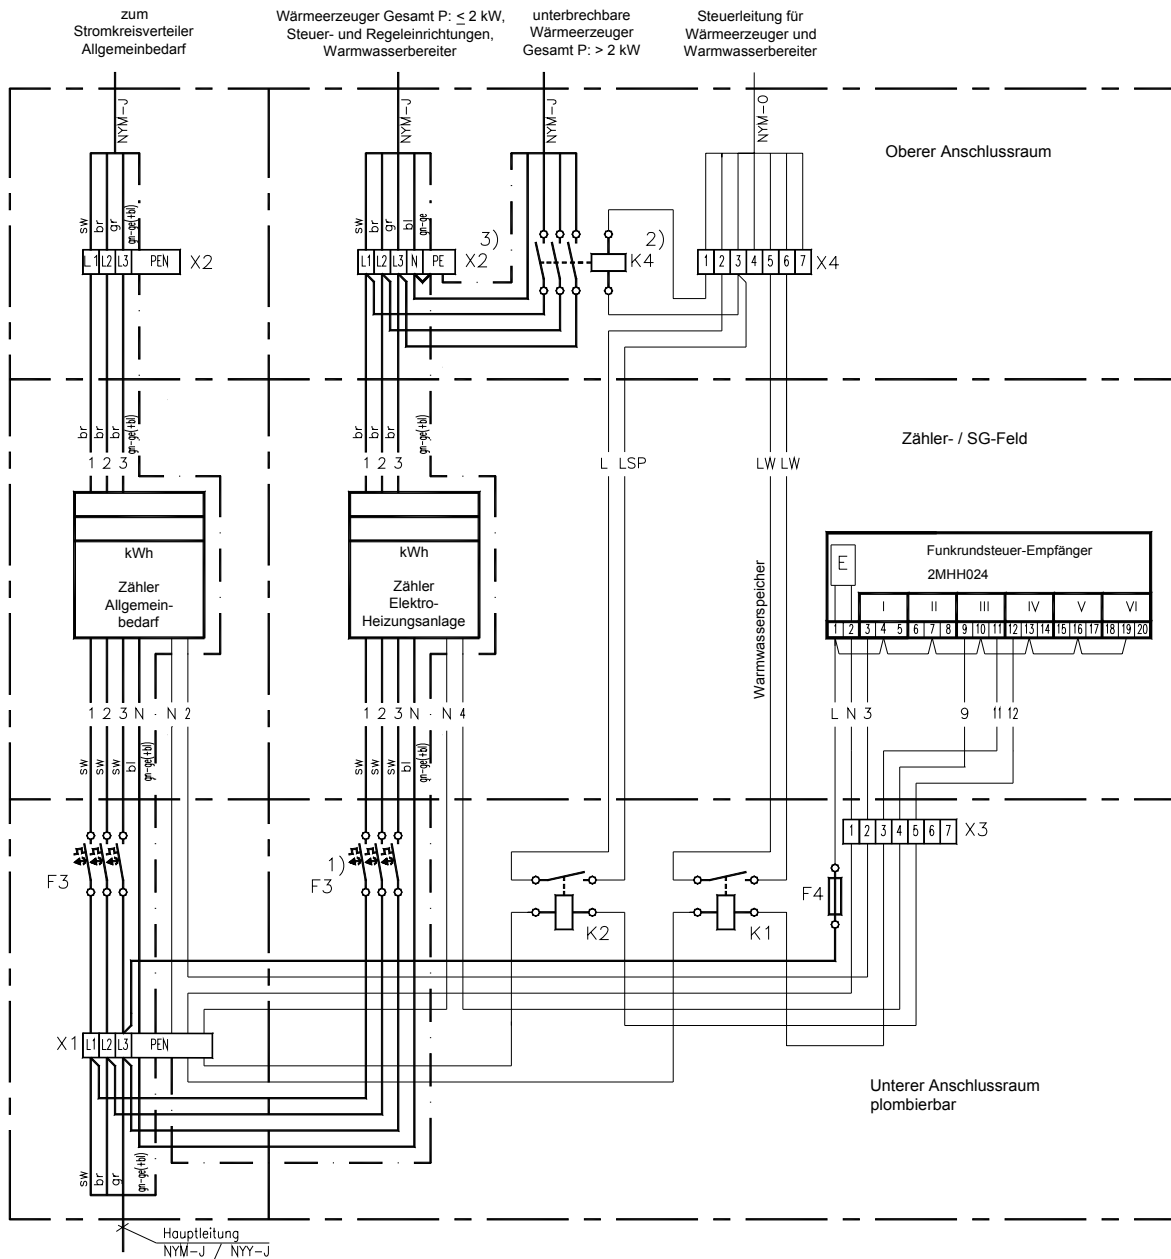 zum
Stromkreisverteiler
Allgemeinbedarf
Wärmeerzeuger Gesamt P: ≤ 2 kW,
Steuer- und Regeleinrichtungen,
Warmwasserbereiter
unterbrechbare
Wärmeerzeuger
Gesamt P: > 2 kW
Steuerleitung für
Wärmeerzeuger und
Warmwasserbereiter
NYM-J
NYM-J
NYM-J
NYM-O
Oberer Anschlussraum
sw
br
gr
gn-ge(+bl)
sw
br
gr
bl
gn-ge
L1 L2 L3 PEN X2
L1 L2 L3 N PE X2
3)
2)
K4
1 2 3 4 5 6 7 X4
Zähler- / SG-Feld
br
br
br
gn-ge(+bl)
br
br
br
gn-ge(+bl)
1 2 3
1 2 3
L LSP
LW LW
kWh
Zähler
Allgemein-
bedarf
kWh
Zähler
Elektro-
Heizungsanlage
Warmwasserspeicher
E
Funkrundsteuer-Empfänger
2MHH024
I II III IV V VI
1 2 3 4 5 6 7 8 9 10 11 12 13 14 15 16 17 18 19 20
1 2 3 N N 2
1 2 3 N N 4
L N 3 9 11 12
sw
sw
sw
bl
gn-ge(+bl)
sw
sw
sw
bl
gn-ge(+bl)
1 2 3 4 5 6 7 X3
F3
1)
F3
K2
K1
F4
X1 L1 L2 L3 PEN
Unterer Anschlussraum
plombierbar
sw
br
gr
gn-ge(+bl)
Hauptleitung
NYM-J / NYY-J